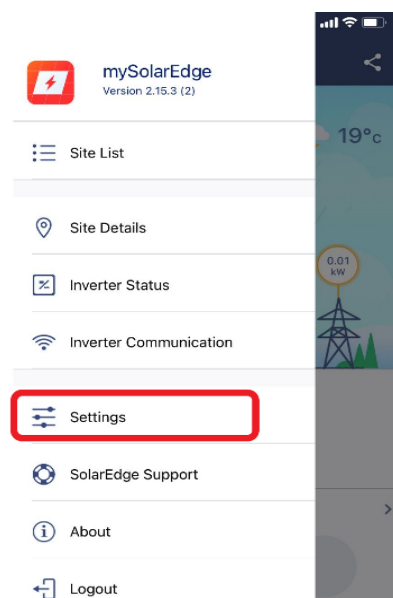 mySolarEdge
Version 2.15.3 (2)
Site List
19°c
Site Details
0.01
kW
Inverter Status
Inverter Communication
Settings
SolarEdge Support
About
Logout